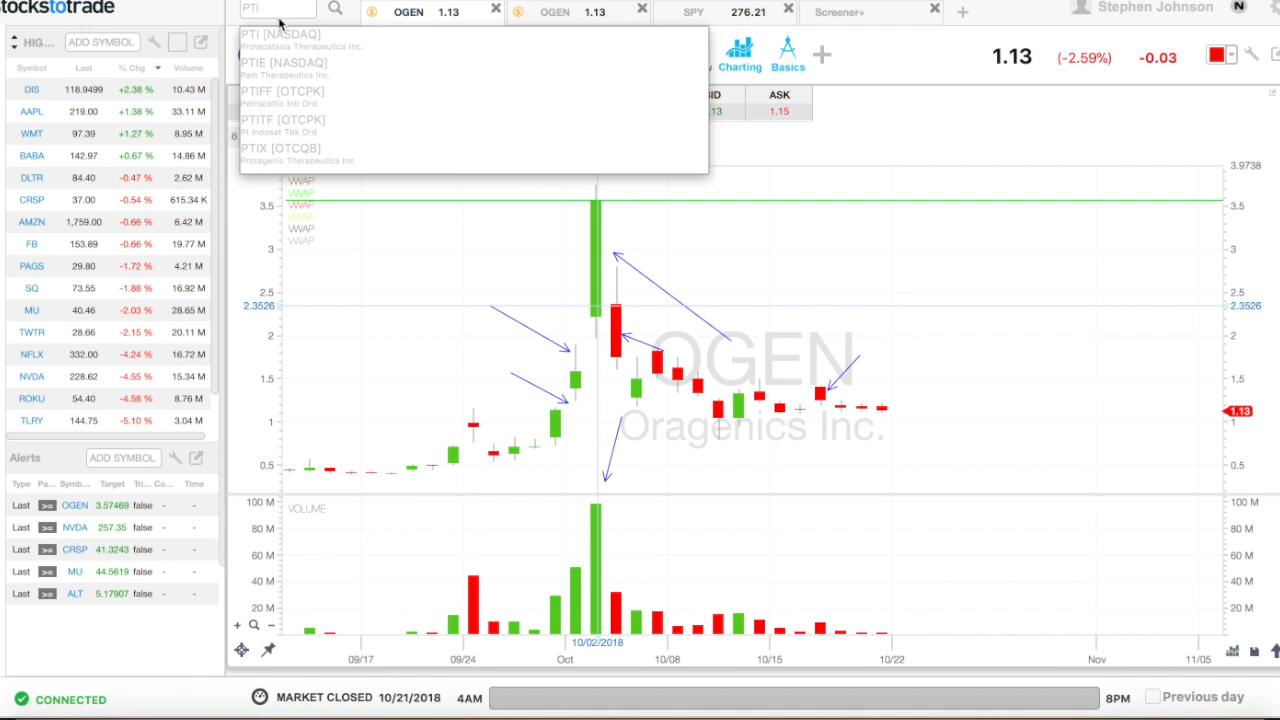 stockstotrade
PTI
OGEN 1.13
OGEN 1.13
SPY 276.21
Screener+
Stephen Johnson
N
HIG...
ADD SYMBOL
Symbol Last % Chg Volume
DIS 118.9499 +2.38 % 10.43 M
AAPL 219.00 +1.38 % 33.11 M
WMT 97.39 +1.27 % 8.95 M
BABA 142.97 +0.67 % 14.86 M
DLTR 84.40 -0.47 % 2.62 M
CRSP 37.00 -0.54 % 615.34 K
AMZN 1,759.00 -0.66 % 6.42 M
FB 153.89 -0.66 % 19.77 M
PAGS 29.80 -1.72 % 4.21 M
SQ 73.55 -1.88 % 16.92 M
MU 40.46 -2.03 % 28.65 M
TWTR 28.66 -2.15 % 20.11 M
NFLX 332.00 -4.24 % 16.72 M
NVDA 228.62 -4.55 % 15.34 M
ROKU 54.40 -4.58 % 8.76 M
TLRY 144.75 -5.10 % 3.04 M
Alerts
ADD SYMBOL
Type Pa... Symb... Target Tri... Co... Time
Last >= OGEN 3.57469 false - -
Last >= NVDA 257.35 false - -
Last >= CRSP 41.3243 false - -
Last >= MU 44.5619 false - -
Last >= ALT 5.17907 false - -
PTI [NASDAQ]
Proteostasis Therapeutics Inc.
PTIE [NASDAQ]
Pain Therapeutics Inc.
PTIFF [OTCPK]
Petroceltic Intl Ord
PTITF [OTCPK]
Pt Indosat Tbk Ord
PTIX [OTCQB]
Protagenic Therapeutics Inc
Charting
Basics
1.13 (-2.59%) -0.03
BID ASK
.13 1.15
6
VWAP
VWAP
VWAP
VWAP
VWAP
VWAP
3.5
3
2.5
2.3526
2
1.5
1
0.5
3.9738
3.5
3
2.5
2.3526
2
1.5
1.13
0.5
OGEN
Oragenics Inc.
VOLUME
100 M
80 M
60 M
40 M
20 M
100 M
80 M
60 M
40 M
20 M
10/02/2018
09/17 09/24 Oct 10/08 10/15 10/22 Nov 11/05
CONNECTED
MARKET CLOSED 10/21/2018 4AM 8PM Previous day